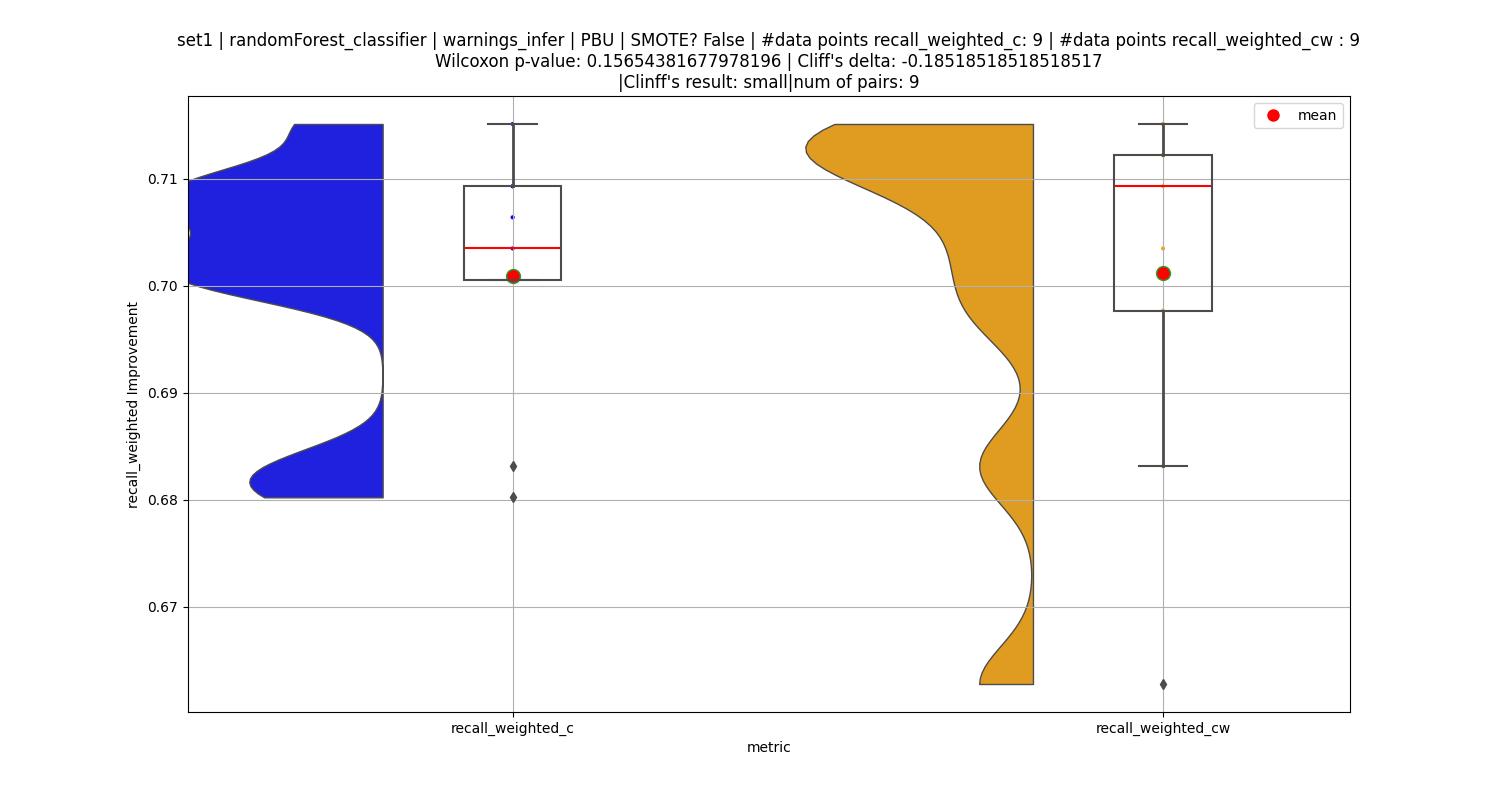 set1 | randomForest_classifier | warnings_infer | PBU | SMOTE? False | #data points recall_weighted_c: 9 | #data points recall_weighted_cw : 9
Wilcoxon p-value: 0.15654381677978196 | Cliff's delta: -0.18518518518518517
|Clinff's result: small|num of pairs: 9
mean
0.71
0.70
0.69
0.68
0.67
recall_weighted Improvement
recall_weighted_c
recall_weighted_cw
metric